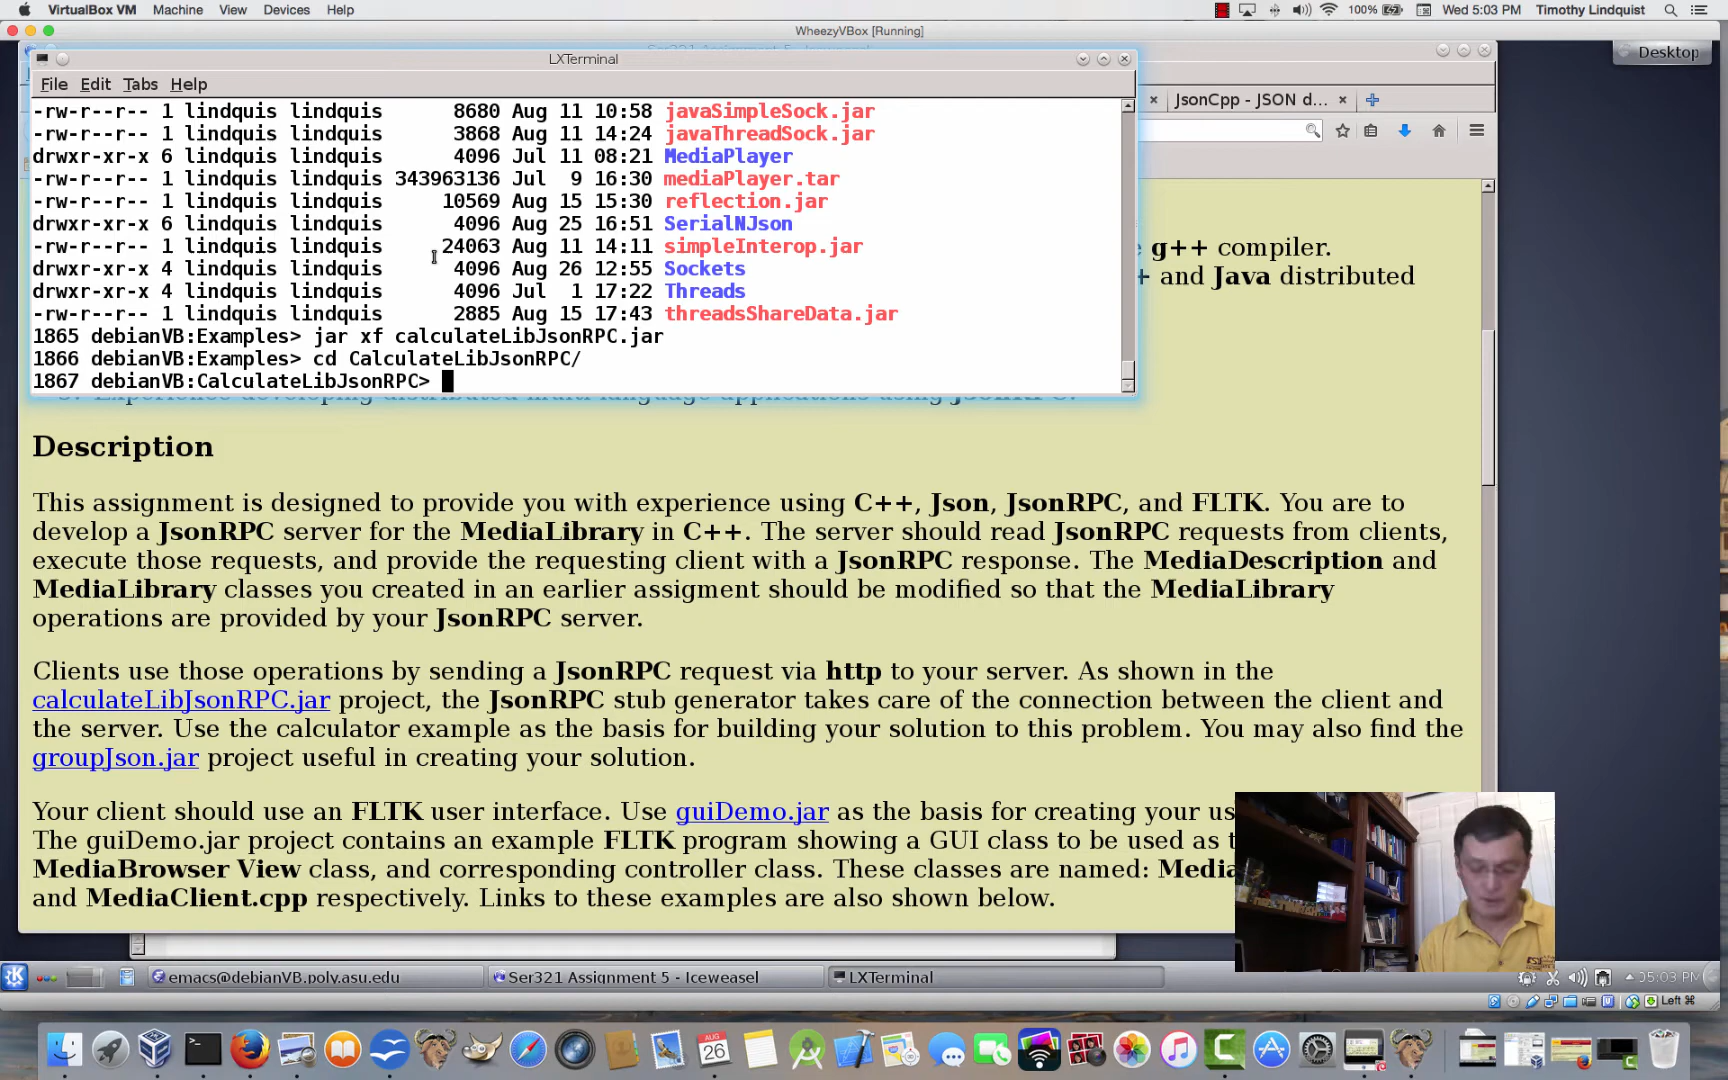 VirtualBox VM Machine View Devices Help 100% Wed 5:03 PM Timothy Lindquist
WheezyVBox [Running]
Desktop
LXTerminal
File Edit Tabs Help
JsonCpp - JSON d...
-rw-r--r-- 1 lindquis lindquis 8680 Aug 11 10:58 javaSimpleSock.jar
-rw-r--r-- 1 lindquis lindquis 3868 Aug 11 14:24 javaThreadSock.jar
drwxr-xr-x 6 lindquis lindquis 4096 Jul 11 08:21 MediaPlayer
-rw-r--r-- 1 lindquis lindquis 343963136 Jul 9 16:30 mediaPlayer.tar
-rw-r--r-- 1 lindquis lindquis 10569 Aug 15 15:30 reflection.jar
drwxr-xr-x 6 lindquis lindquis 4096 Aug 25 16:51 SerialNJson
-rw-r--r-- 1 lindquis lindquis 24063 Aug 11 14:11 simpleInterop.jar
drwxr-xr-x 4 lindquis lindquis 4096 Aug 26 12:55 Sockets
drwxr-xr-x 4 lindquis lindquis 4096 Jul 1 17:22 Threads
-rw-r--r-- 1 lindquis lindquis 2885 Aug 15 17:43 threadsShareData.jar
1865 debianVB:Examples> jar xf calculateLibJsonRPC.jar
1866 debianVB:Examples> cd CalculateLibJsonRPC/
1867 debianVB:CalculateLibJsonRPC>
g++ compiler.
and Java distributed
Description
This assignment is designed to provide you with experience using C++, Json, JsonRPC, and FLTK. You are to
develop a JsonRPC server for the MediaLibrary in C++. The server should read JsonRPC requests from clients,
execute those requests, and provide the requesting client with a JsonRPC response. The MediaDescription and
MediaLibrary classes you created in an earlier assigment should be modified so that the MediaLibrary
operations are provided by your JsonRPC server.
Clients use those operations by sending a JsonRPC request via http to your server. As shown in the
calculateLibJsonRPC.jar project, the JsonRPC stub generator takes care of the connection between the client and
the server. Use the calculator example as the basis for building your solution to this problem. You may also find the
groupJson.jar project useful in creating your solution.
Your client should use an FLTK user interface. Use guiDemo.jar as the basis for creating your us
The guiDemo.jar project contains an example FLTK program showing a GUI class to be used as t
MediaBrowser View class, and corresponding controller class. These classes are named: Media
and MediaClient.cpp respectively. Links to these examples are also shown below.
emacs@debianVB.poly.asu.edu Ser321 Assignment 5 - Iceweasel LXTerminal 05:03 PM
Left ⌘
AUG
26